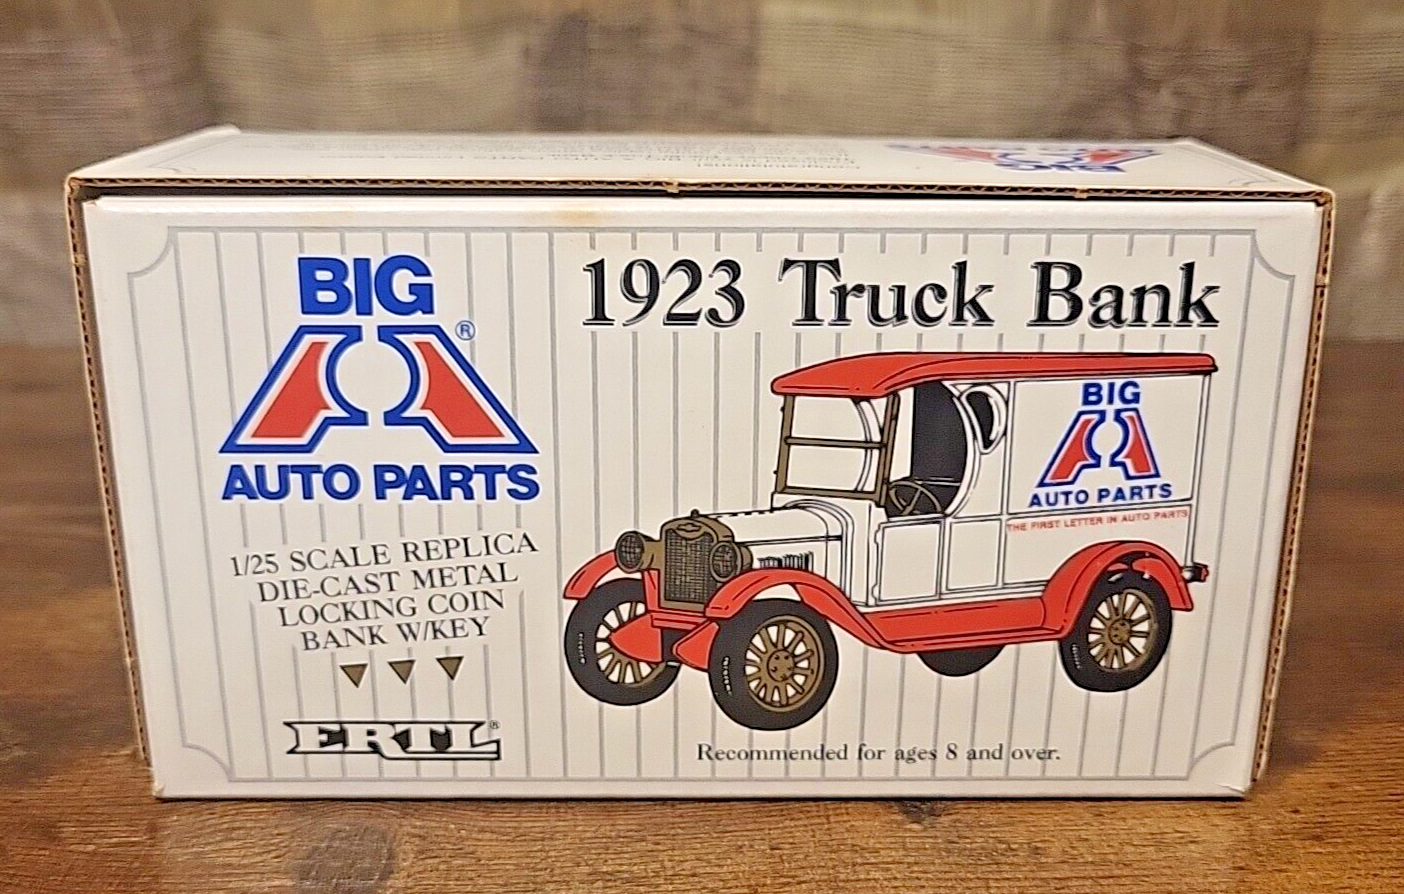 BIG
A®
AUTO PARTS
1/25 SCALE REPLICA
DIE-CAST METAL
LOCKING COIN
BANK W/KEY
ERTL®
1923 Truck Bank
BIG
A
AUTO PARTS
THE FIRST LETTER IN AUTO PARTS
Recommended for ages 8 and over.